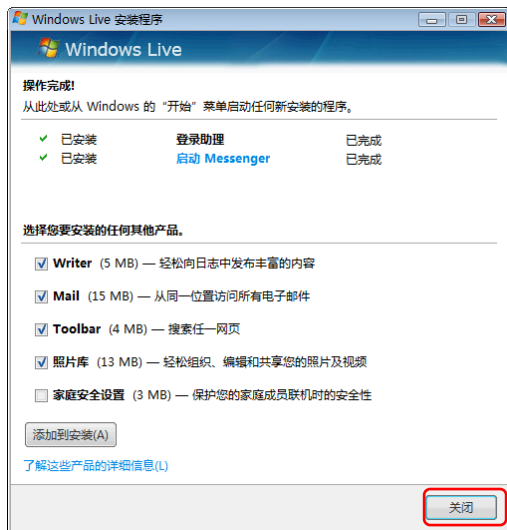 Windows Live 安装程序
Windows Live
操作完成!
从此处或从 Windows 的“开始”菜单启动任何新安装的程序。
已安装 登录助理 已完成
已安装 启动 Messenger 已完成
选择您要安装的任何其他产品。
Writer (5 MB) — 轻松向日志中发布丰富的内容
Mail (15 MB) — 从同一位置访问所有电子邮件
Toolbar (4 MB) — 搜索任一网页
照片库 (13 MB) — 轻松组织、编辑和共享您的照片及视频
家庭安全设置 (3 MB) — 保护您的家庭成员联机时的安全性
添加到安装(A)
了解这些产品的详细信息(L)
关闭